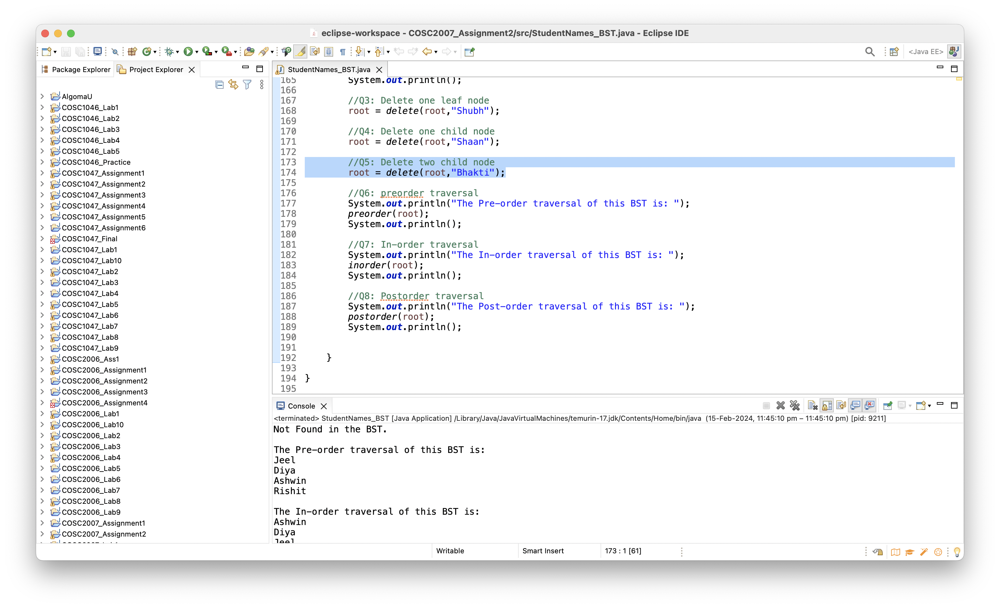 eclipse-workspace - COSC2007_Assignment2/src/StudentNames_BST.java - Eclipse IDE
<Java EE>
Package Explorer
Project Explorer
AlgomaU
COSC1046_Lab1
COSC1046_Lab2
COSC1046_Lab3
COSC1046_Lab4
COSC1046_Lab5
COSC1046_Practice
COSC1047_Assignment1
COSC1047_Assignment2
COSC1047_Assignment3
COSC1047_Assignment4
COSC1047_Assignment5
COSC1047_Assignment6
COSC1047_Final
COSC1047_Lab1
COSC1047_Lab10
COSC1047_Lab2
COSC1047_Lab3
COSC1047_Lab4
COSC1047_Lab5
COSC1047_Lab6
COSC1047_Lab7
COSC1047_Lab8
COSC1047_Lab9
COSC2006_Ass1
COSC2006_Assignment1
COSC2006_Assignment2
COSC2006_Assignment3
COSC2006_Assignment4
COSC2006_Lab1
COSC2006_Lab10
COSC2006_Lab2
COSC2006_Lab3
COSC2006_Lab4
COSC2006_Lab5
COSC2006_Lab6
COSC2006_Lab7
COSC2006_Lab8
COSC2006_Lab9
COSC2007_Assignment1
COSC2007_Assignment2
StudentNames_BST.java
165 System.out.println();
166
167 //Q3: Delete one leaf node
168 root = delete(root,"Shubh");
169
170 //Q4: Delete one child node
171 root = delete(root,"Shaan");
172
173 //Q5: Delete two child node
174 root = delete(root,"Bhakti");
175
176 //Q6: preorder traversal
177 System.out.println("The Pre-order traversal of this BST is: ");
178 preorder(root);
179 System.out.println();
180
181 //Q7: In-order traversal
182 System.out.println("The In-order traversal of this BST is: ");
183 inorder(root);
184 System.out.println();
185
186 //Q8: Postorder traversal
187 System.out.println("The Post-order traversal of this BST is: ");
188 postorder(root);
189 System.out.println();
190
191
192 }
193
194 }
195
Console
<terminated> StudentNames_BST [Java Application] /Library/Java/JavaVirtualMachines/temurin-17.jdk/Contents/Home/bin/java (15-Feb-2024, 11:45:10 pm – 11:45:10 pm) [pid: 9211]
Not Found in the BST.
The Pre-order traversal of this BST is:
Jeel
Diya
Ashwin
Rishit
The In-order traversal of this BST is:
Ashwin
Diya
Jeel
Writable
Smart Insert
173 : 1 [61]